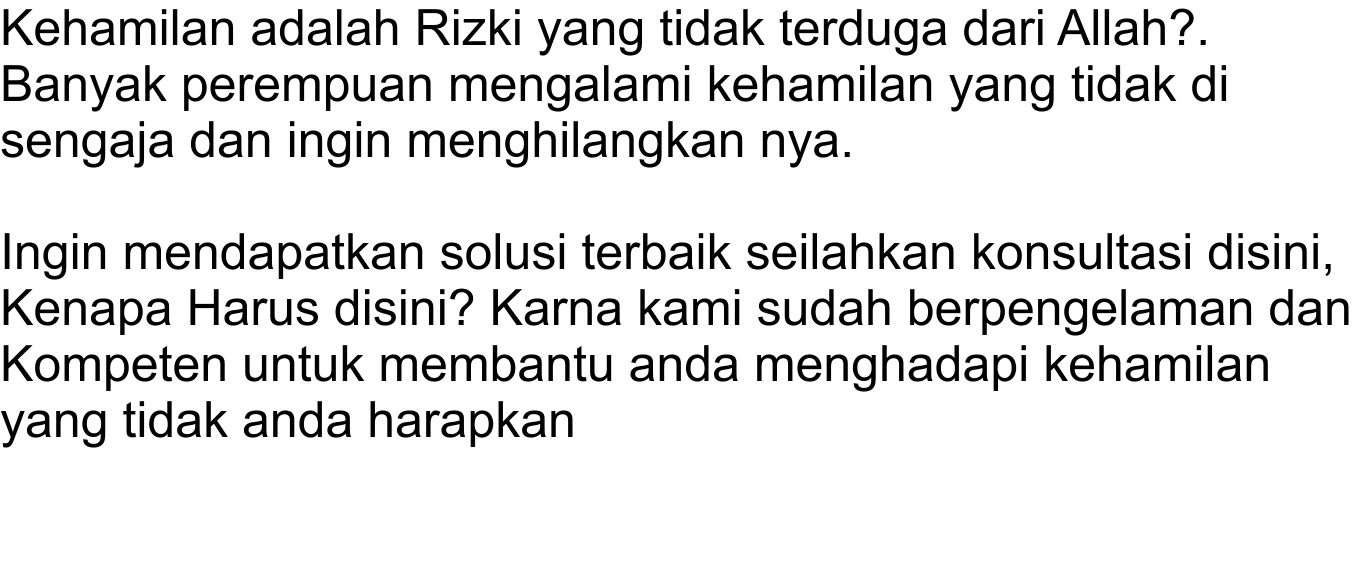 Kehamilan adalah Rizki yang tidak terduga dari Allah?.
Banyak perempuan mengalami kehamilan yang tidak di
sengaja dan ingin menghilangkan nya.
Ingin mendapatkan solusi terbaik seilahkan konsultasi disini,
Kenapa Harus disini? Karna kami sudah berpengelaman dan
Kompeten untuk membantu anda menghadapi kehamilan
yang tidak anda harapkan